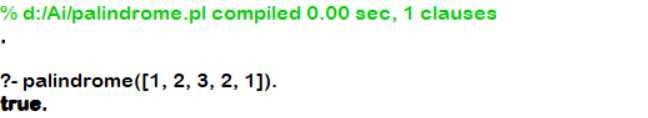 % d:/Ai/palindrome.pl compiled 0.00 sec, 1 clauses
.
?- palindrome([1, 2, 3, 2, 1]).
true.